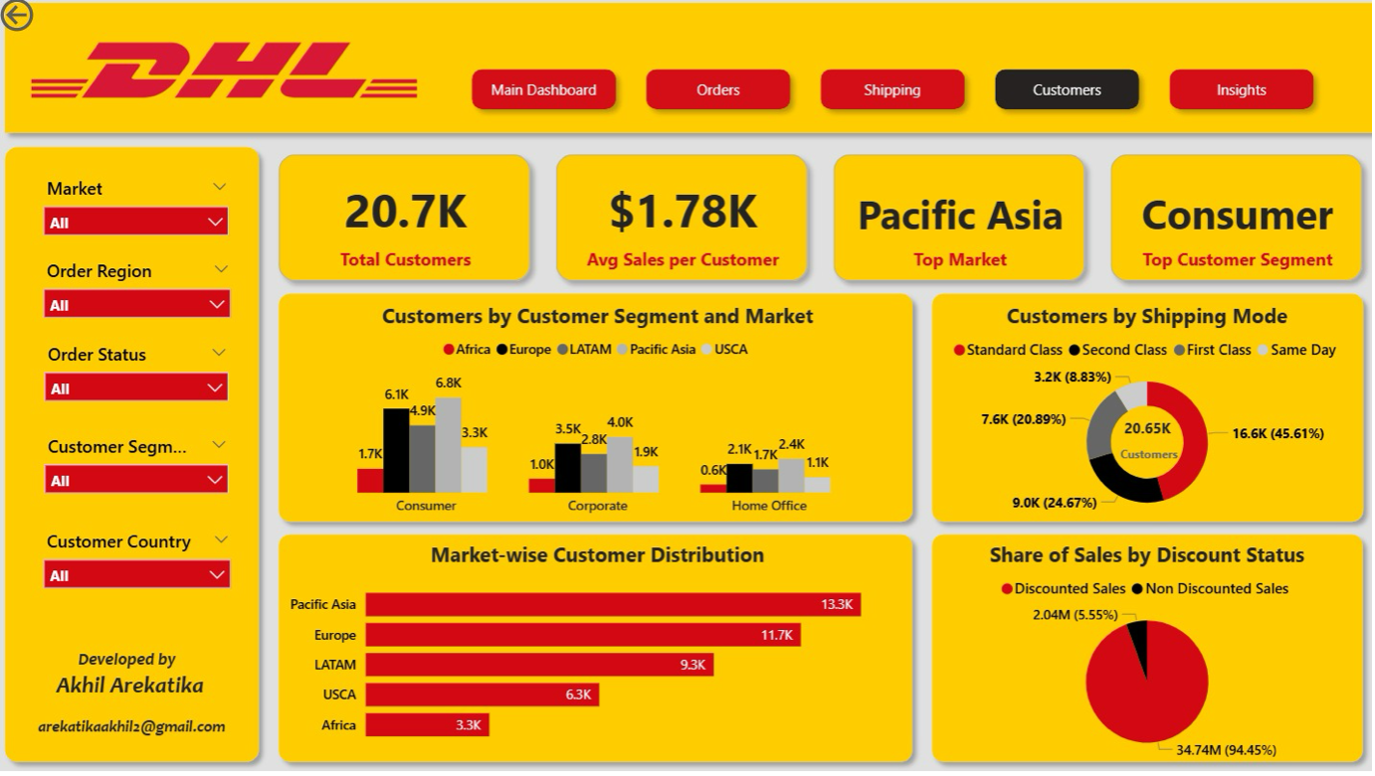 DHL
Main Dashboard
Orders
Shipping
Customers
Insights
Market
All
Order Region
All
Order Status
All
Customer Segm...
All
Customer Country
All
Developed by
Akhil Arekatika
arekatikaakhil2@gmail.com
20.7K
Total Customers
$1.78K
Avg Sales per Customer
Pacific Asia
Top Market
Consumer
Top Customer Segment
Customers by Customer Segment and Market
Africa Europe LATAM Pacific Asia USCA
1.7K 6.1K 4.9K 6.8K 3.3K
1.0K 3.5K 2.8K 4.0K 1.9K
0.6K 2.1K 1.7K 2.4K 1.1K
Consumer Corporate Home Office
Customers by Shipping Mode
Standard Class Second Class First Class Same Day
3.2K (8.83%)
7.6K (20.89%)
20.65K
Customers
16.6K (45.61%)
9.0K (24.67%)
Market-wise Customer Distribution
Pacific Asia 13.3K
Europe 11.7K
LATAM 9.3K
USCA 6.3K
Africa 3.3K
Share of Sales by Discount Status
Discounted Sales Non Discounted Sales
2.04M (5.55%)
34.74M (94.45%)